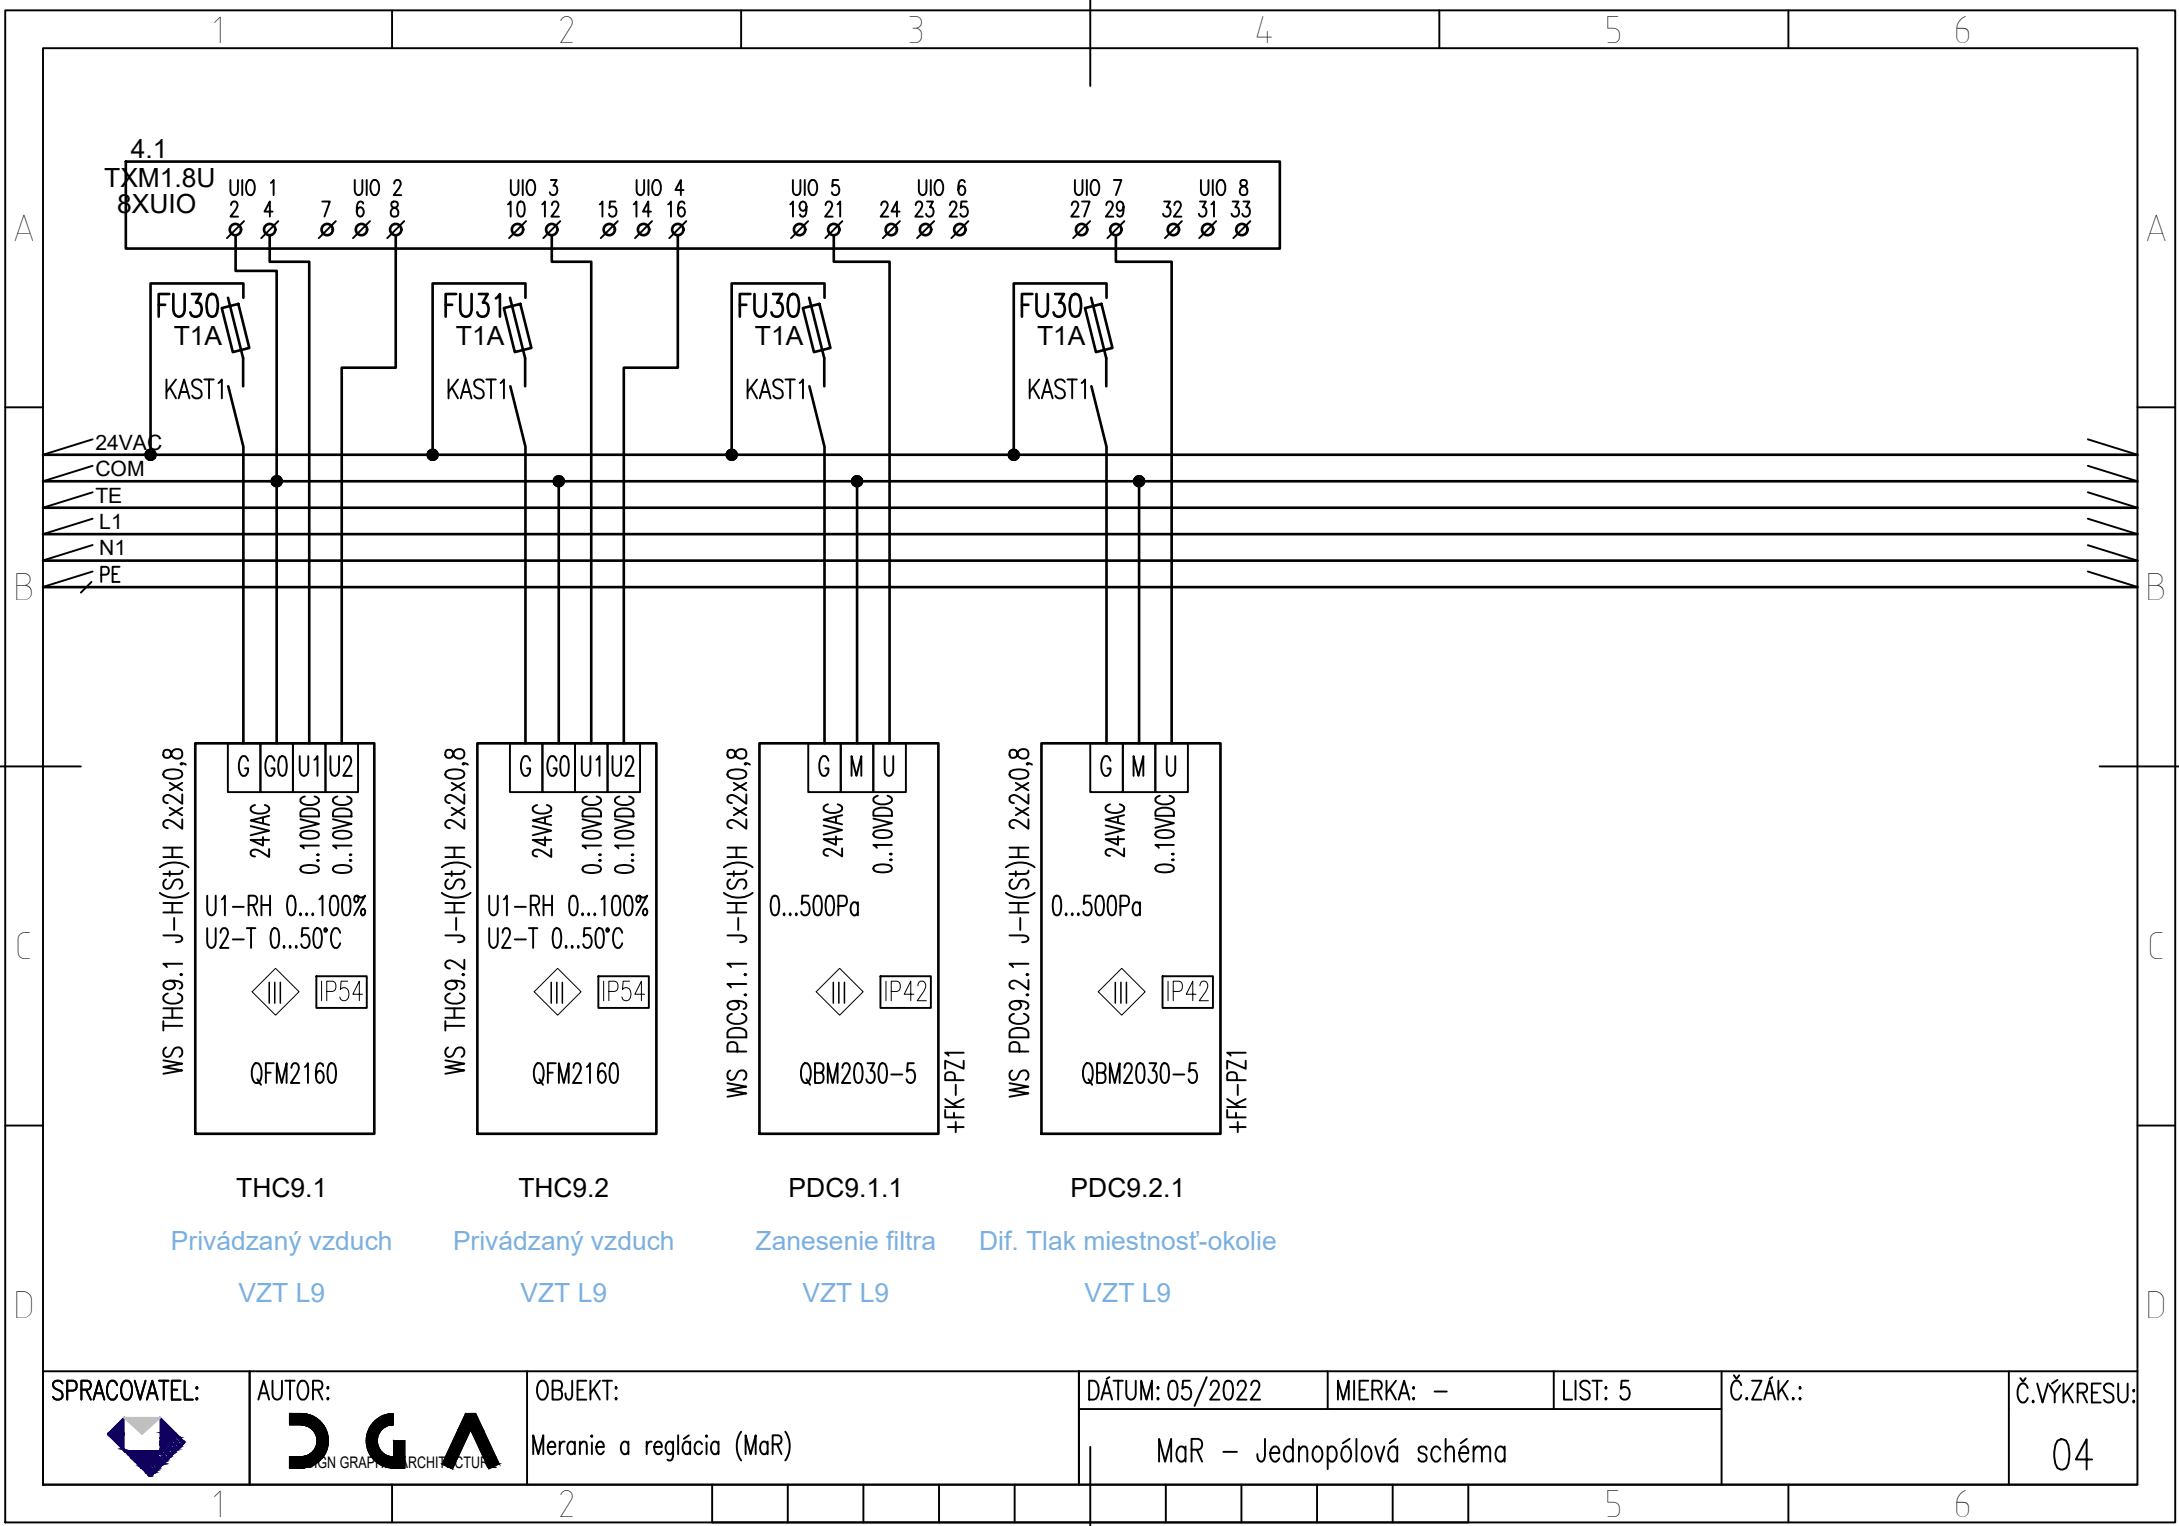 1 2 3 4 5 6
4.1
TXM1.8U
8XUIO
UIO 1 UIO 2 UIO 3 UIO 4 UIO 5 UIO 6 UIO 7 UIO 8
2 4 7 6 8 10 12 15 14 16 19 21 24 23 25 27 29 32 31 33
A A
FU30 FU31 FU30 FU30
T1A T1A T1A T1A
KAST1 KAST1 KAST1 KAST1
24VAC
COM
TE
L1
N1
PE
B B
WS THC9.1 J-H(St)H 2x2x0,8
G G0 U1 U2
24VAC
0..10VDC
0..10VDC
U1-RH 0...100%
U2-T 0...50°C
III IP54
QFM2160
WS THC9.2 J-H(St)H 2x2x0,8
G G0 U1 U2
24VAC
0..10VDC
0..10VDC
U1-RH 0...100%
U2-T 0...50°C
III IP54
QFM2160
WS PDC9.1.1 J-H(St)H 2x2x0,8
G M U
24VAC
0..10VDC
0...500Pa
III IP42
QBM2030-5
+FK-PZ1
WS PDC9.2.1 J-H(St)H 2x2x0,8
G M U
24VAC
0..10VDC
0...500Pa
III IP42
QBM2030-5
+FK-PZ1
C C
THC9.1 THC9.2 PDC9.1.1 PDC9.2.1
Privádzaný vzduch Privádzaný vzduch Zanesenie filtra Dif. Tlak miestnosť-okolie
VZT L9 VZT L9 VZT L9 VZT L9
D D
SPRACOVATEL: AUTOR: OBJEKT: DÁTUM: 05/2022 MIERKA: - LIST: 5 Č.ZÁK.: Č.VÝKRESU:
DGA
Meranie a reglácia (MaR)
MaR - Jednopólová schéma
04
1 2 5 6